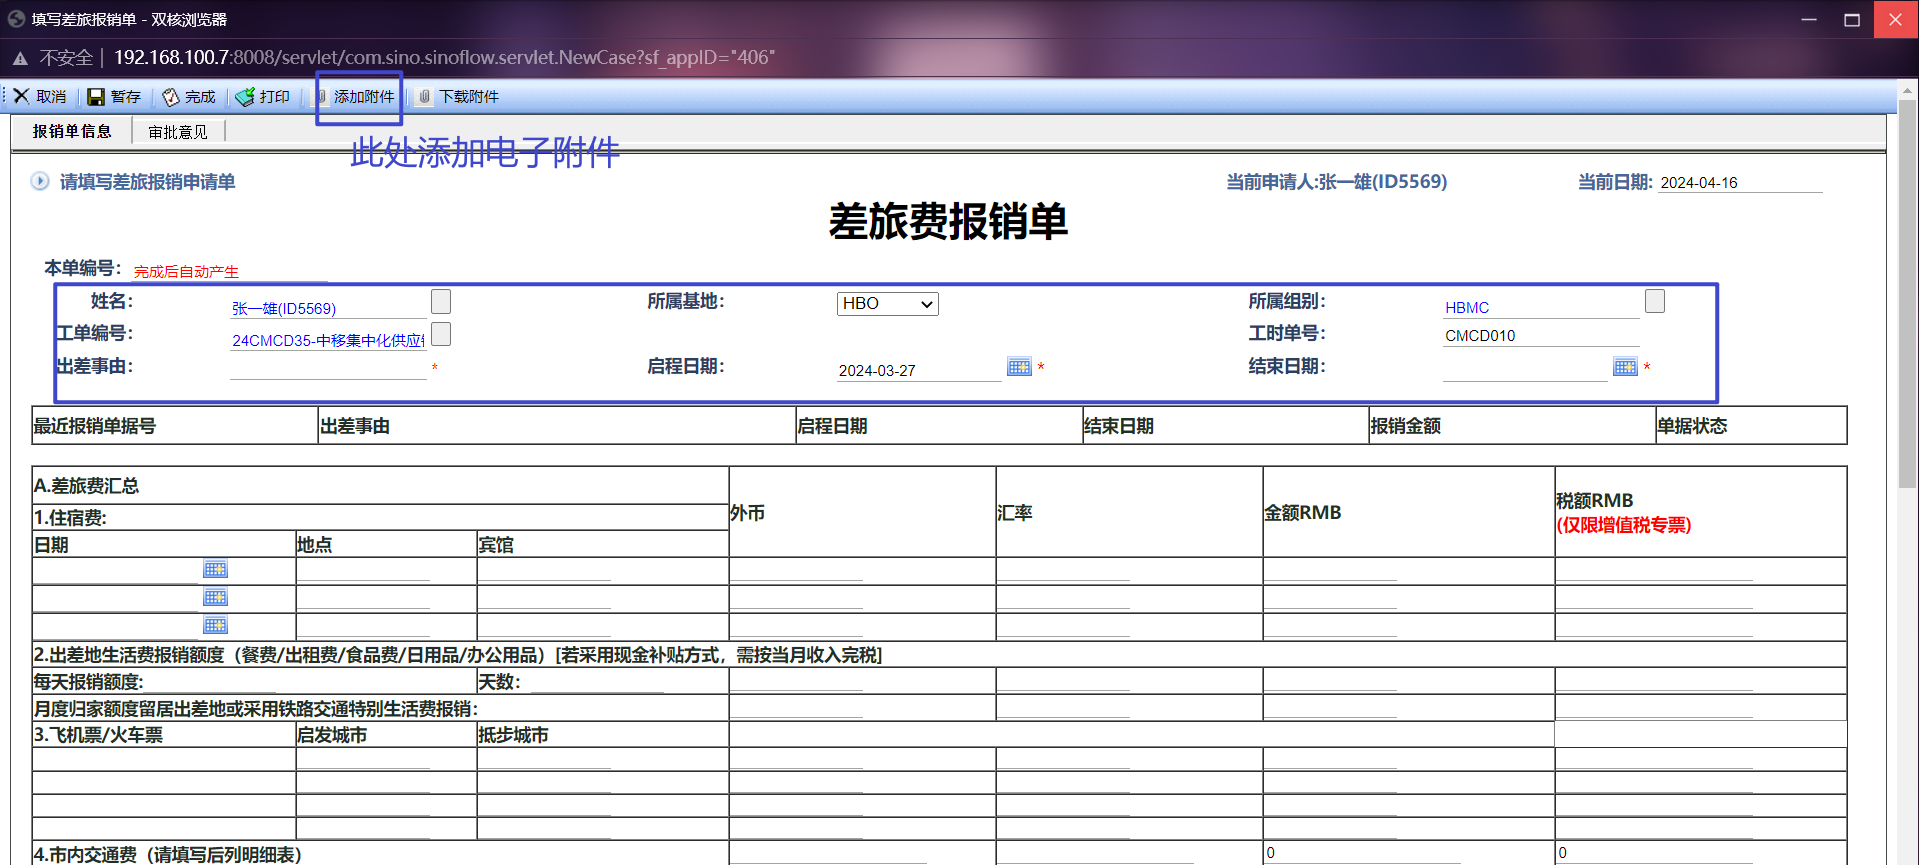 填写差旅报销单 - 双核浏览器
不安全 | 192.168.100.7:8008/servlet/com.sino.sinoflow.servlet.NewCase?sf_appID="406"
取消 暂存 完成 打印 添加附件 下载附件
报销单信息 审批意见
此处添加电子附件
请填写差旅报销申请单 当前申请人:张一雄(ID5569) 当前日期: 2024-04-16
差旅费报销单
本单编号: 完成后自动产生
姓名: 张一雄(ID5569) 所属基地: HBO 所属组别: HBMC
工单编号: 24CMCD35-中移集中化供应 工时单号: CMCD010
出差事由: * 启程日期: 2024-03-27 * 结束日期: *
最近报销单据号 出差事由 启程日期 结束日期 报销金额 单据状态
A.差旅费汇总 外币 汇率 金额RMB 税额RMB
(仅限增值税专票)
1.住宿费:
日期 地点 宾馆
2.出差地生活费报销额度（餐费/出租费/食品费/日用品/办公用品）[若采用现金补贴方式，需按当月收入完税]
每天报销额度: 天数:
月度归家额度留居出差地或采用铁路交通特别生活费报销:
3.飞机票/火车票 启发城市 抵步城市
4.市内交通费（请填写后列明细表） 0 0